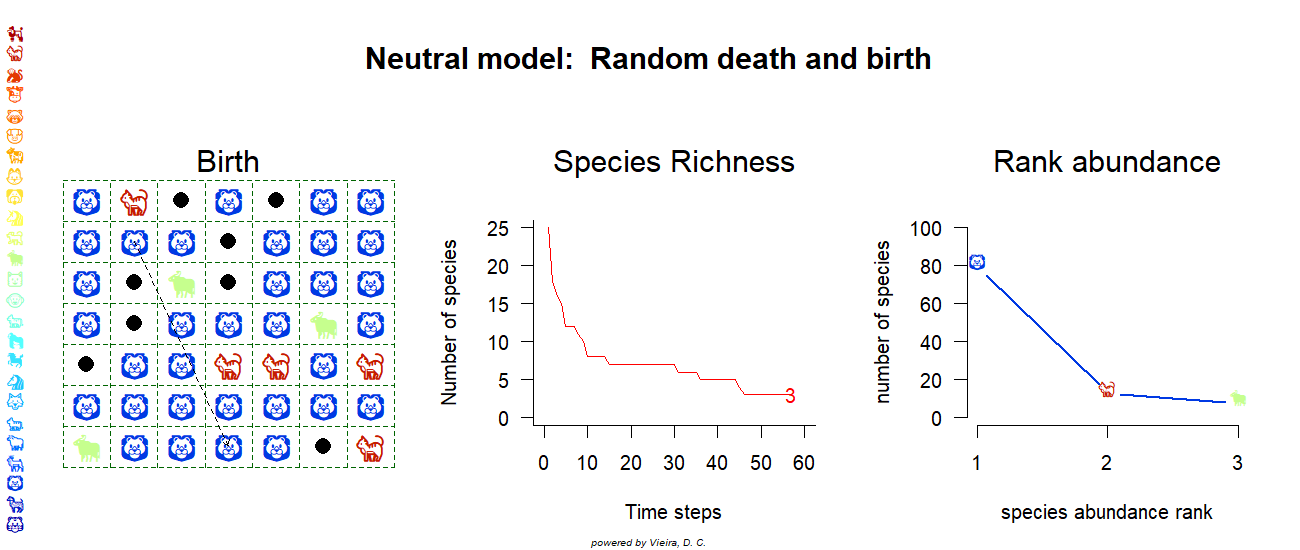 Neutral model:  Random death and birth
Birth
Species Richness
Number of species
25
20
15
10
5
0
3
0 10 20 30 40 50 60
Time steps
Rank abundance
number of species
100
80
60
40
20
0
1 2 3
species abundance rank
powered by Vieira, D. C.